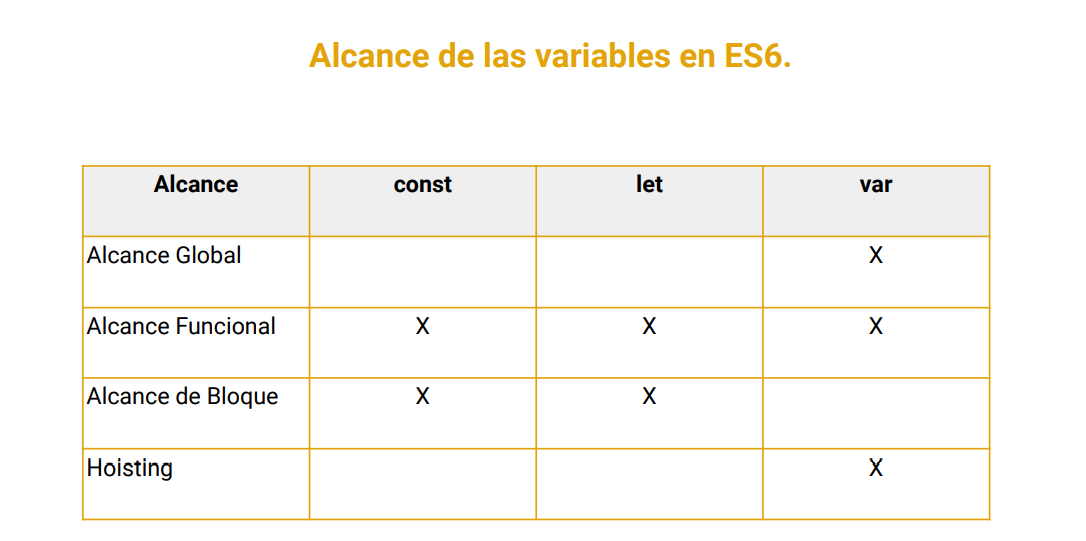 Alcance de las variables en ES6.
Alcance const let var
Alcance Global X
Alcance Funcional X X X
Alcance de Bloque X X
Hoisting X